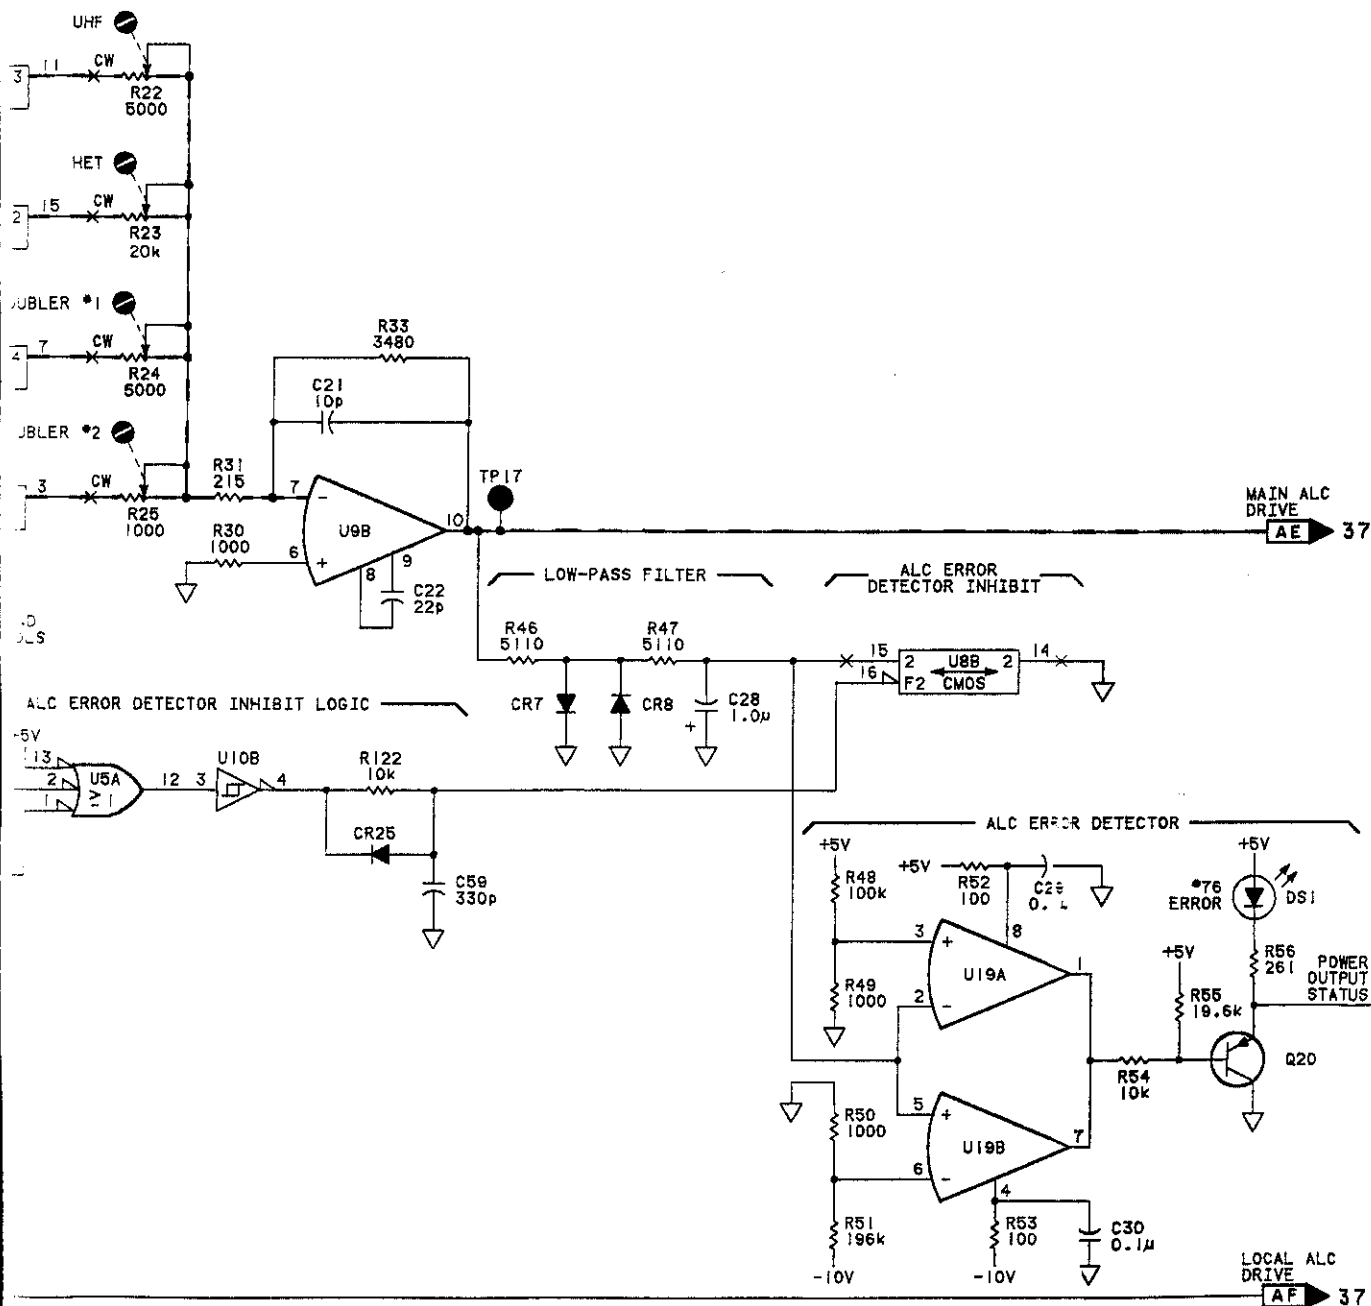 UHF
3
11
CW
R22
5000
HET
2
15
CW
R23
20k
UBLER #1
4
7
CW
R24
5000
UBLER #2
3
CW
R25
1000
R31
215
R30
1000
R33
3480
C21
10p
7
-
6
+
U9B
10
8
9
C22
22p
TP17
MAIN ALC
DRIVE
AE 37
LOW-PASS FILTER
ALC ERROR
DETECTOR INHIBIT
R46
5110
R47
5110
CR7
CR8
C28
1.0µ
+
15
16
2 U8B 2
F2 CMOS
14
ALC ERROR DETECTOR INHIBIT LOGIC
+5V
13
2
1
U5A
12
3
U10B
4
R122
10k
CR25
C59
330p
ALC ERROR DETECTOR
+5V
R48
100k
+5V
R52
100
8
3
+
U19A
1
2
-
R49
1000
+5V
#76
ERROR
DS1
R56
261
POWER
OUTPUT
STATUS
+5V
R55
19.6k
Q20
R54
10k
R50
1000
5
+
U19B
7
6
-
4
R51
196k
-10V
R53
100
-10V
C30
0.1µ
LOCAL ALC
DRIVE
AF 37